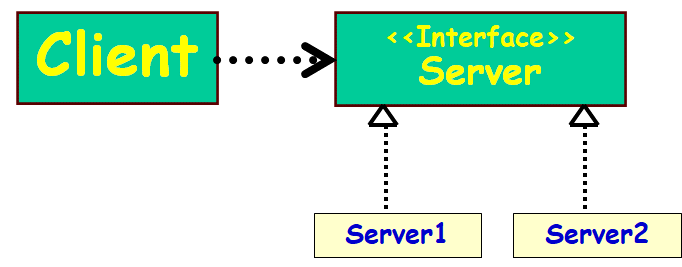 Client
<<Interface>>
Server
Server1
Server2